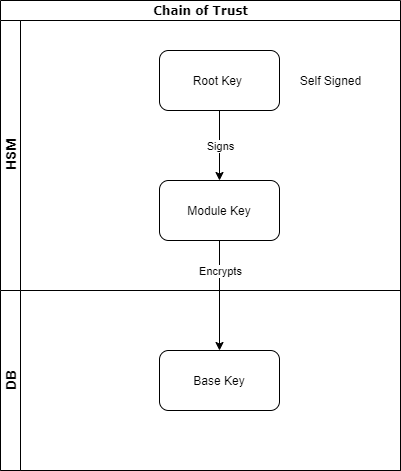 Chain of Trust
HSM
Root Key
Self Signed
Signs
Module Key
Encrypts
DB
Base Key